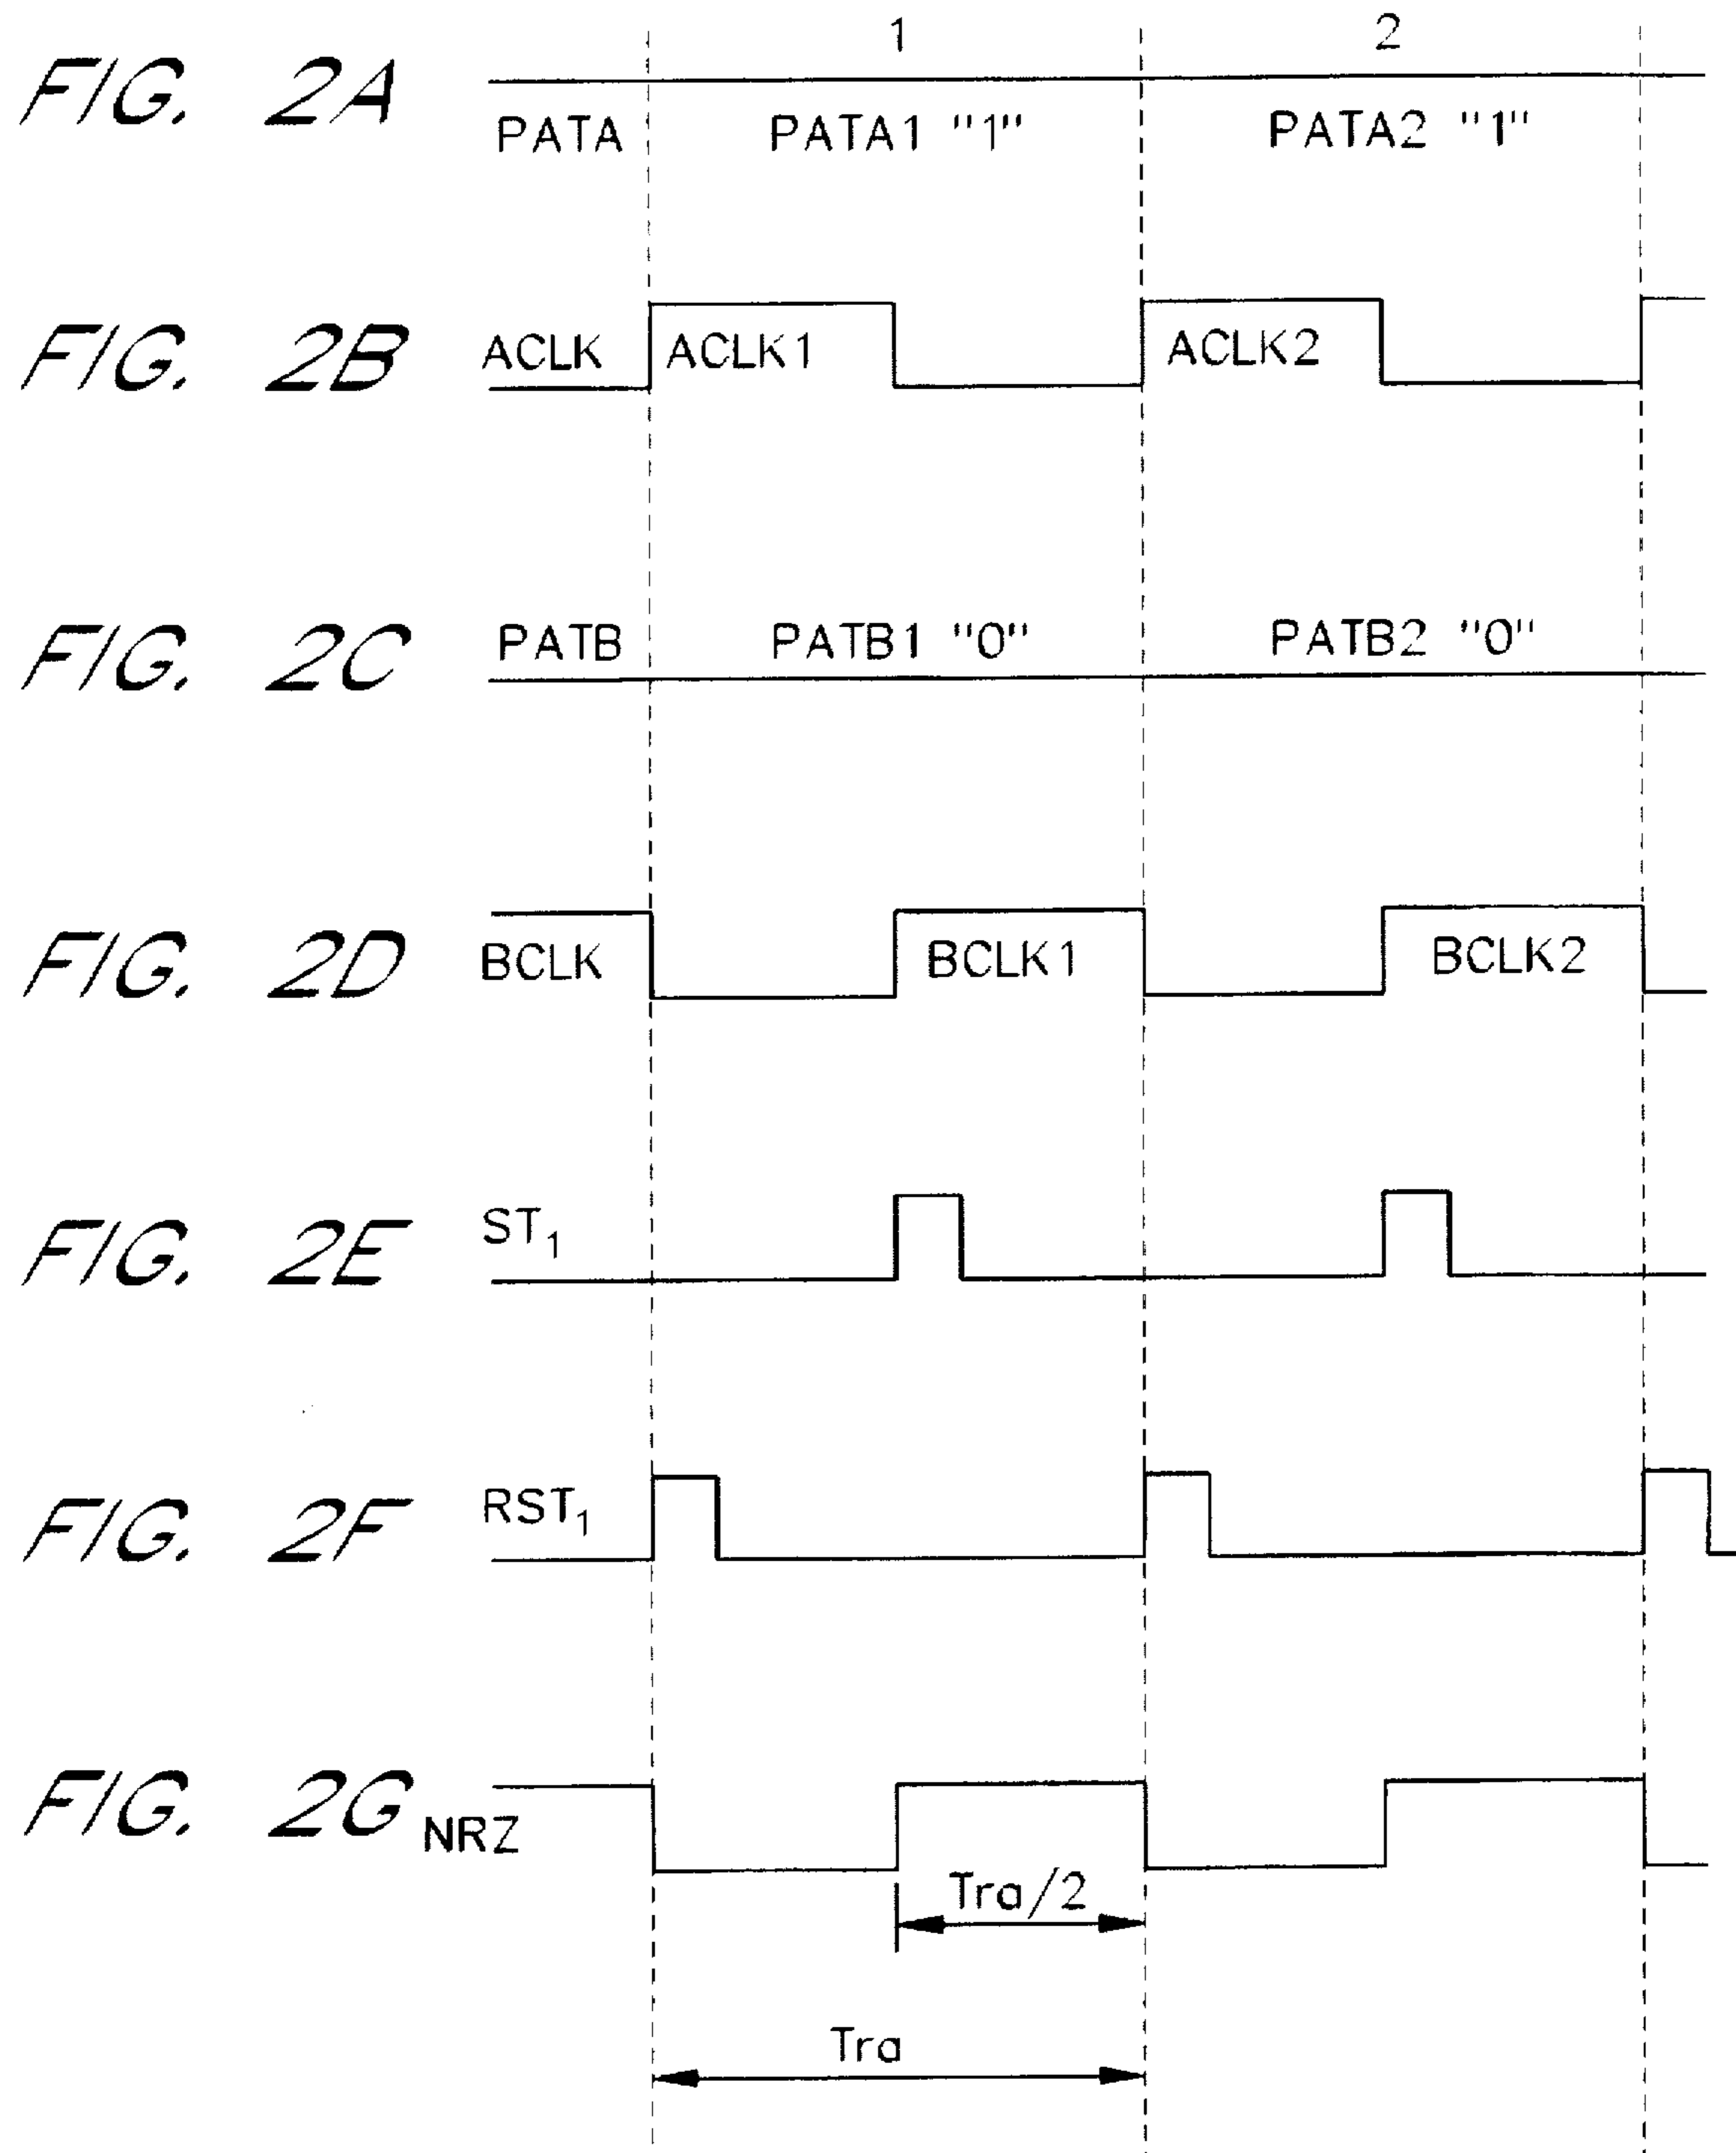 1 2
FIG. 2A
PATA PATA1 "1" PATA2 "1"
FIG. 2B
ACLK ACLK1 ACLK2
FIG. 2C
PATB PATB1 "0" PATB2 "0"
FIG. 2D
BCLK BCLK1 BCLK2
FIG. 2E
ST₁
FIG. 2F
RST₁
FIG. 2G
NRZ
Tra/2
Tra